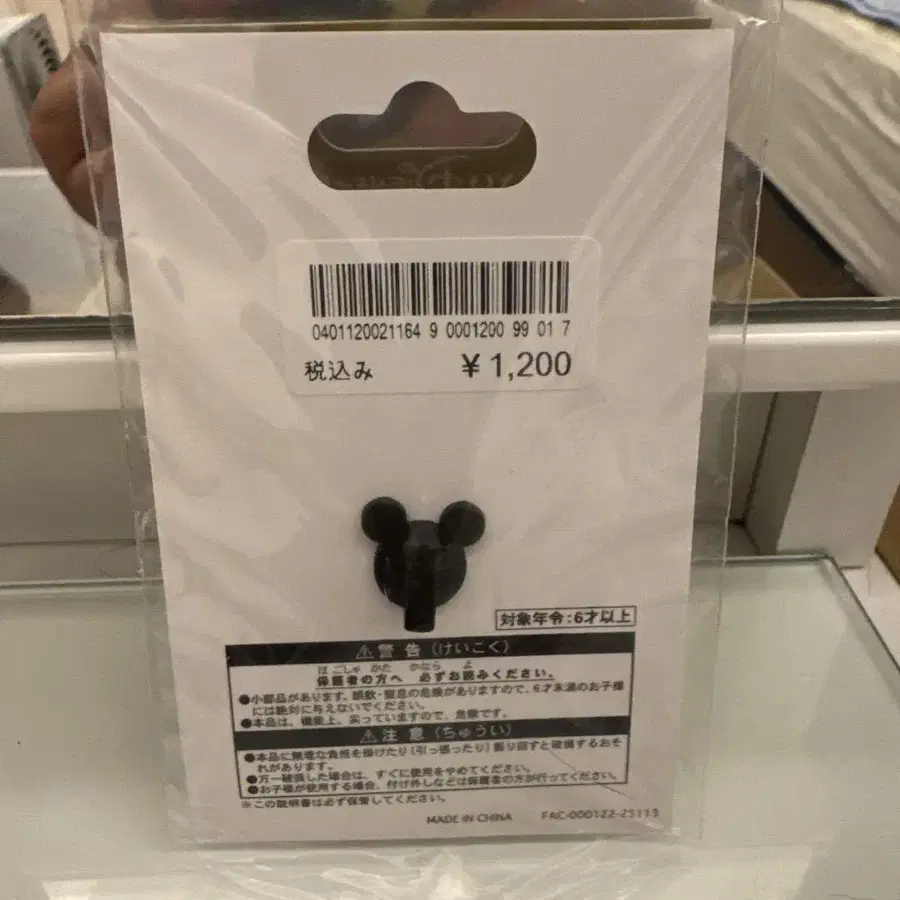 0401120021164 9 0001200 99 01 7
税込み ¥1,200
対象年令:6才以上
⚠警告(けいこく)
ほごしゃ かた かなら よ
保護者の方へ 必ずお読みください。
●小部品があります。誤飲・窒息の危険がありますので、6才未満のお子様
には絶対に与えないでください。
●本品は、機能上、尖っていますので、危険です。
⚠注意(ちゅうい)
●本品に無理な負担を掛けたり(引っ張ったり)振り回すと破損するおそ
れがあります。
●万一破損した場合は、すぐに使用をやめてください。
●お子様が使用する場合、付け外しなどは保護者の方が行ってください。
※この説明書は必ず保管してください。
MADE IN CHINA FAC-000122-25113